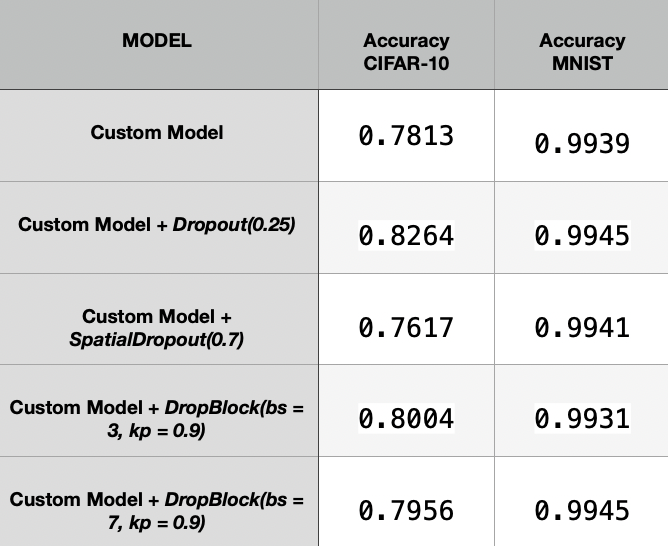 MODEL
Accuracy
CIFAR-10
Accuracy
MNIST
Custom Model
0.7813
0.9939
Custom Model + Dropout(0.25)
0.8264
0.9945
Custom Model +
SpatialDropout(0.7)
0.7617
0.9941
Custom Model + DropBlock(bs =
3, kp = 0.9)
0.8004
0.9931
Custom Model + DropBlock(bs =
7, kp = 0.9)
0.7956
0.9945